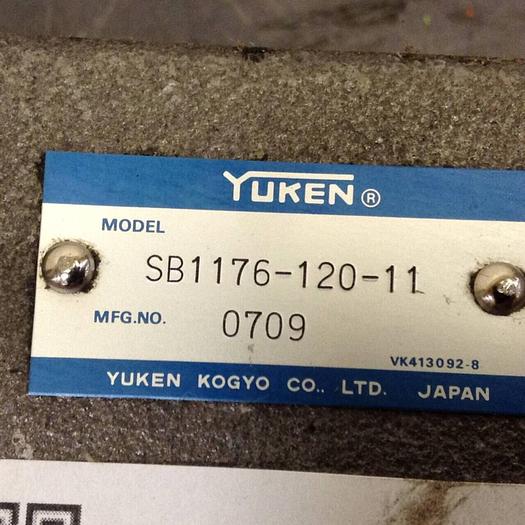 YUKEN®
MODEL
SB1176-120-11
MFG.NO. 0709
VK413092-8
YUKEN KOGYO CO., LTD. JAPAN